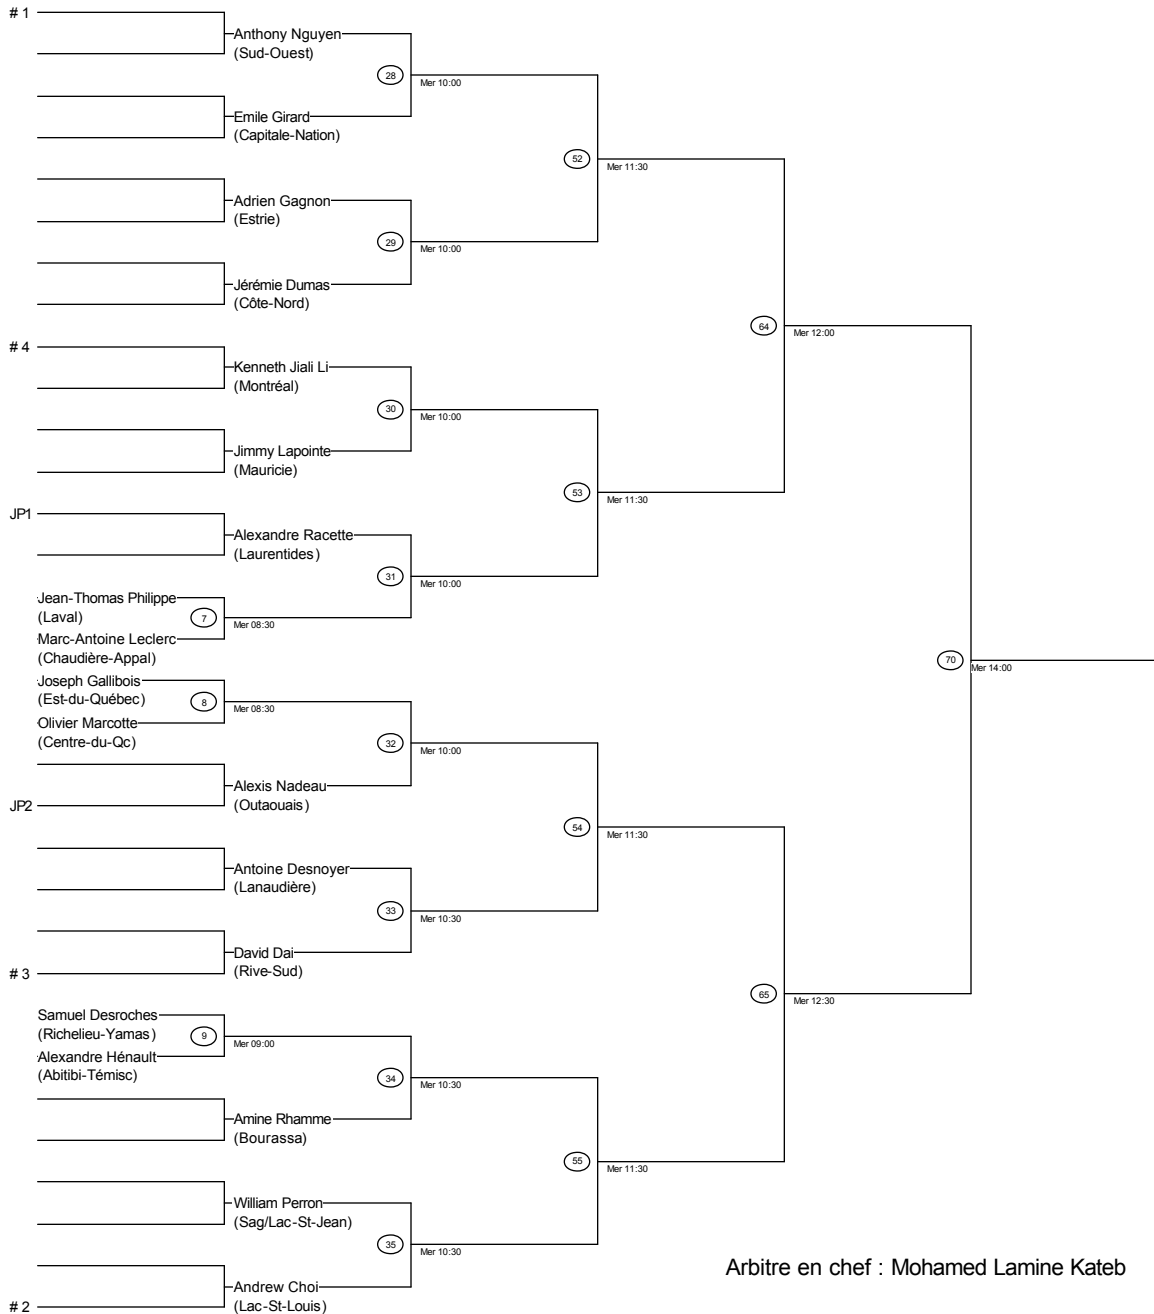 # 1
Anthony Nguyen
(Sud-Ouest)
28
Mer 10:00
Emile Girard
(Capitale-Nation)
52
Mer 11:30
Adrien Gagnon
(Estrie)
29
Mer 10:00
Jérémie Dumas
(Côte-Nord)
64
Mer 12:00
# 4
Kenneth Jiali Li
(Montréal)
30
Mer 10:00
Jimmy Lapointe
(Mauricie)
53
Mer 11:30
JP1
Alexandre Racette
(Laurentides)
31
Mer 10:00
Jean-Thomas Philippe
(Laval)
7
Mer 08:30
Marc-Antoine Leclerc
(Chaudière-Appal)
70
Mer 14:00
Joseph Gallibois
(Est-du-Québec)
8
Mer 08:30
Olivier Marcotte
(Centre-du-Qc)
32
Mer 10:00
Alexis Nadeau
(Outaouais)
JP2
54
Mer 11:30
Antoine Desnoyer
(Lanaudière)
33
Mer 10:30
David Dai
(Rive-Sud)
# 3
65
Mer 12:30
Samuel Desroches
(Richelieu-Yamas)
9
Mer 09:00
Alexandre Hénault
(Abitibi-Témisc)
34
Mer 10:30
Amine Rhamme
(Bourassa)
55
Mer 11:30
William Perron
(Sag/Lac-St-Jean)
35
Mer 10:30
Andrew Choi
(Lac-St-Louis)
# 2
Arbitre en chef : Mohamed Lamine Kateb